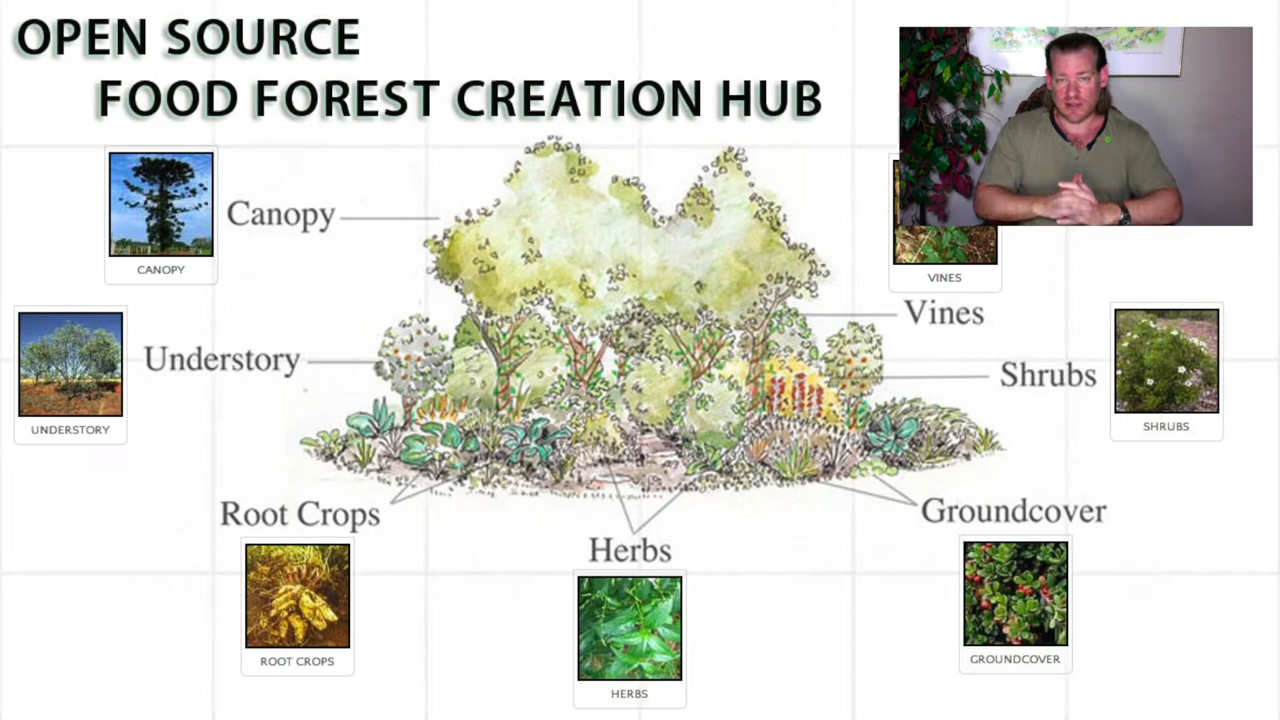 OPEN SOURCE
FOOD FOREST CREATION HUB
CANOPY
Canopy
VINES
Vines
UNDERSTORY
Understory
Shrubs
SHRUBS
Root Crops
ROOT CROPS
Herbs
HERBS
Groundcover
GROUNDCOVER